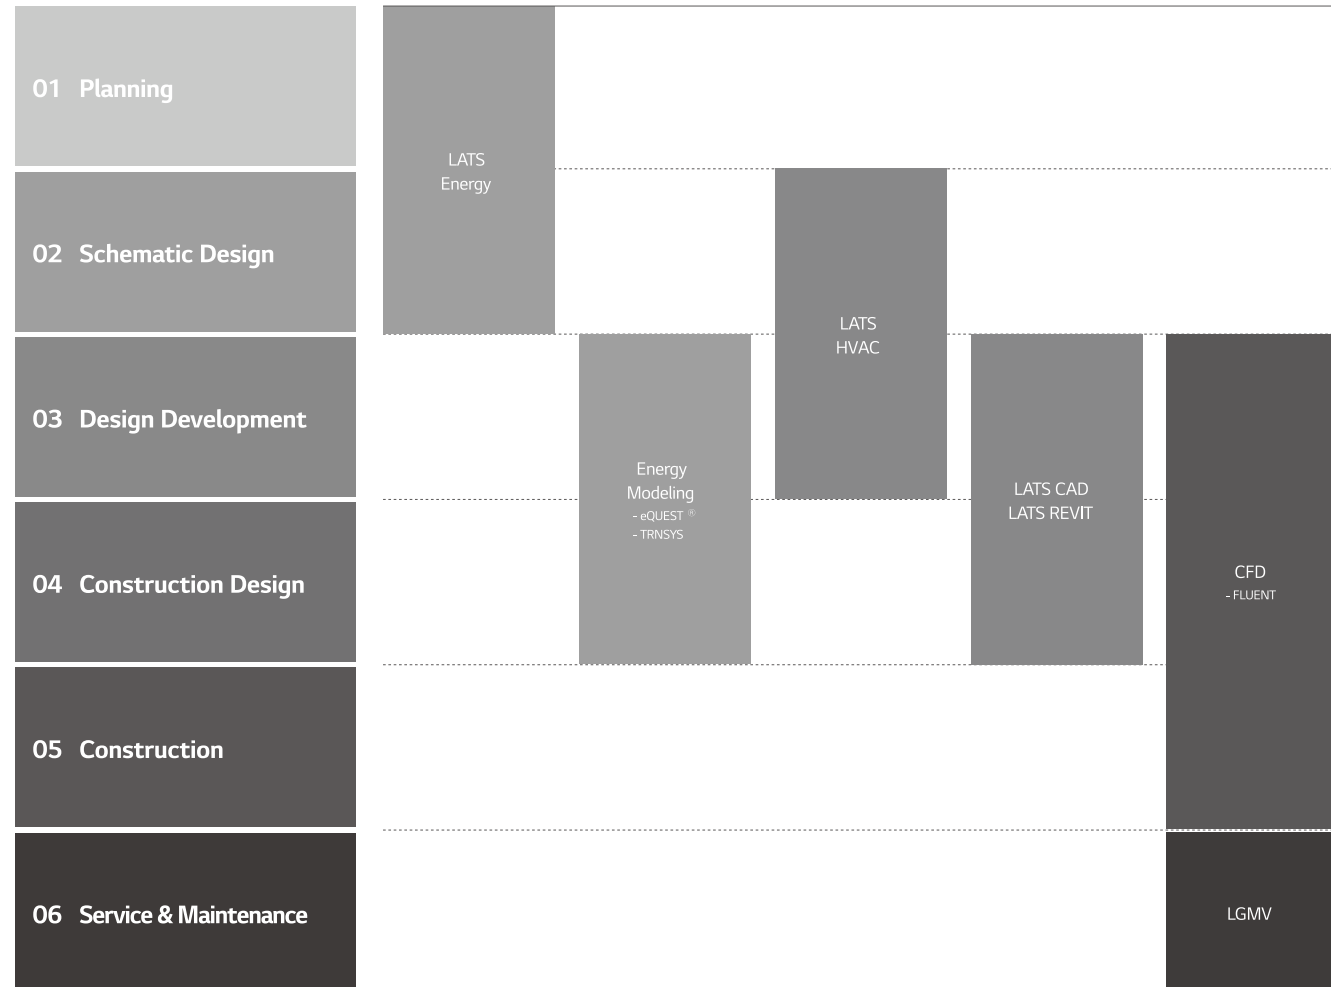 01 Planning
02 Schematic Design
03 Design Development
04 Construction Design
05 Construction
06 Service & Maintenance
LATS
Energy
Energy
Modeling
- eQUEST ®
- TRNSYS
LATS
HVAC
LATS CAD
LATS REVIT
CFD
- FLUENT
LGMV